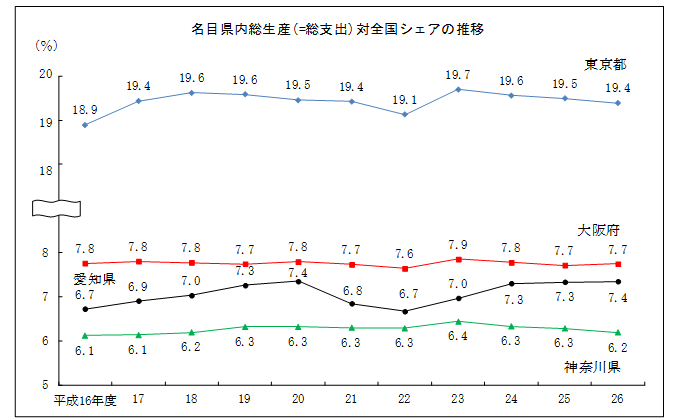 名目県内総生産(=総支出)対全国シェアの推移
(%)
東京都
20
19.4 19.6 19.6 19.5 19.4 19.1 19.7 19.6 19.5 19.4
18.9
19
18
大阪府
7.8 7.8 7.8 7.7 7.8 7.7 7.6 7.9 7.8 7.7 7.7
8
愛知県
6.7 6.9 7.0 7.3 7.4 6.8 6.7 7.0 7.3 7.3 7.4
7
6
6.1 6.1 6.2 6.3 6.3 6.3 6.3 6.4 6.3 6.3 6.2
神奈川県
5
平成16年度 17 18 19 20 21 22 23 24 25 26